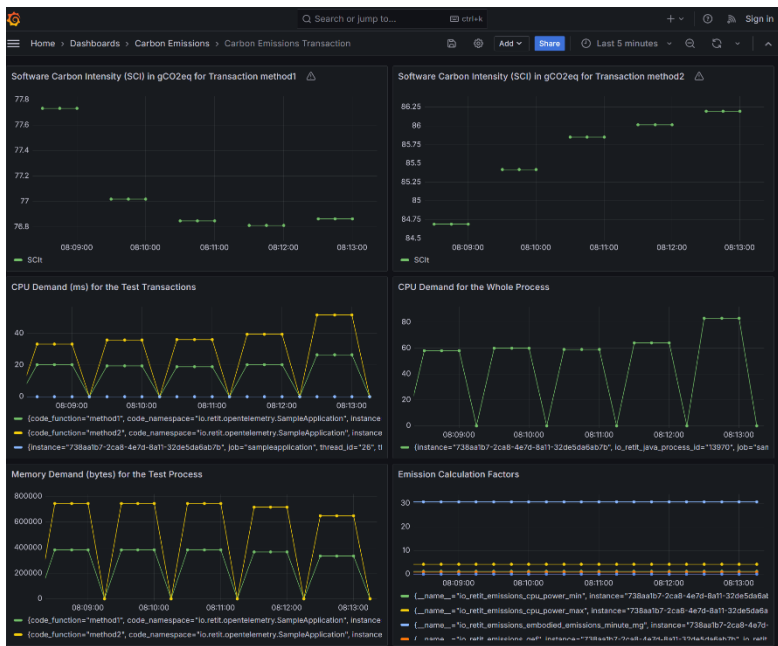 Search or jump to... ctrl+k Sign in
Home › Dashboards › Carbon Emissions › Carbon Emissions Transaction Add Share Last 5 minutes
Software Carbon Intensity (SCI) in gCO2eq for Transaction method1
77.8
77.6
77.4
77.2
77
76.8
08:09:00 08:10:00 08:11:00 08:12:00 08:13:00
SCIt
Software Carbon Intensity (SCI) in gCO2eq for Transaction method2
86.25
86
85.75
85.5
85.25
85
84.75
84.5
08:09:00 08:10:00 08:11:00 08:12:00 08:13:00
SCIt
CPU Demand (ms) for the Test Transactions
40
20
0
08:09:00 08:10:00 08:11:00 08:12:00 08:13:00
{code_function="method1", code_namespace="io.retit.opentelemetry.SampleApplication", instance
{code_function="method2", code_namespace="io.retit.opentelemetry.SampleApplication", instance
{instance="738aa1b7-2ca8-4e7d-8a11-32de5da6ab7b", job="sampleapplication", thread_id="26", tl
CPU Demand for the Whole Process
80
60
40
20
0
08:09:00 08:10:00 08:11:00 08:12:00 08:13:00
{instance="738aa1b7-2ca8-4e7d-8a11-32de5da6ab7b", io_retit_java_process_id="13970", job="san
Memory Demand (bytes) for the Test Process
800000
600000
400000
200000
0
08:09:00 08:10:00 08:11:00 08:12:00 08:13:00
{code_function="method1", code_namespace="io.retit.opentelemetry.SampleApplication", instance
{code_function="method2", code_namespace="io.retit.opentelemetry.SampleApplication", instance
Emission Calculation Factors
30
20
10
0
08:09:00 08:10:00 08:11:00 08:12:00 08:13:00
{__name__="io_retit_emissions_cpu_power_min", instance="738aa1b7-2ca8-4e7d-8a11-32de5da6al
{__name__="io_retit_emissions_cpu_power_max", instance="738aa1b7-2ca8-4e7d-8a11-32de5da6a
{__name__="io_retit_emissions_embodied_emissions_minute_mg", instance="738aa1b7-2ca8-4e7d-
{__name__="io_retit_emissions_gef", instance="738aa1b7-2ca8-4e7d-8a11-32de5da6ab7b", io_retit